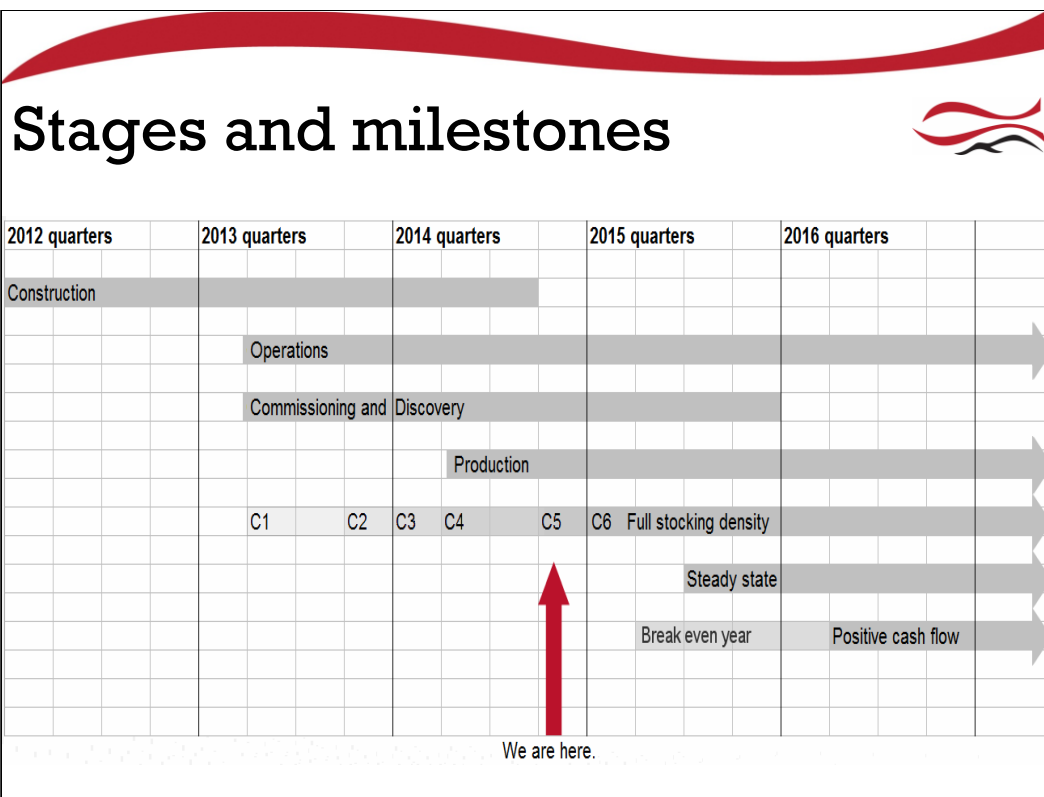 Stages and milestones
2012 quarters 2013 quarters 2014 quarters 2015 quarters 2016 quarters
Construction
Operations
Commissioning and Discovery
Production
C1 C2 C3 C4 C5 C6 Full stocking density
Steady state
Break even year Positive cash flow
We are here.